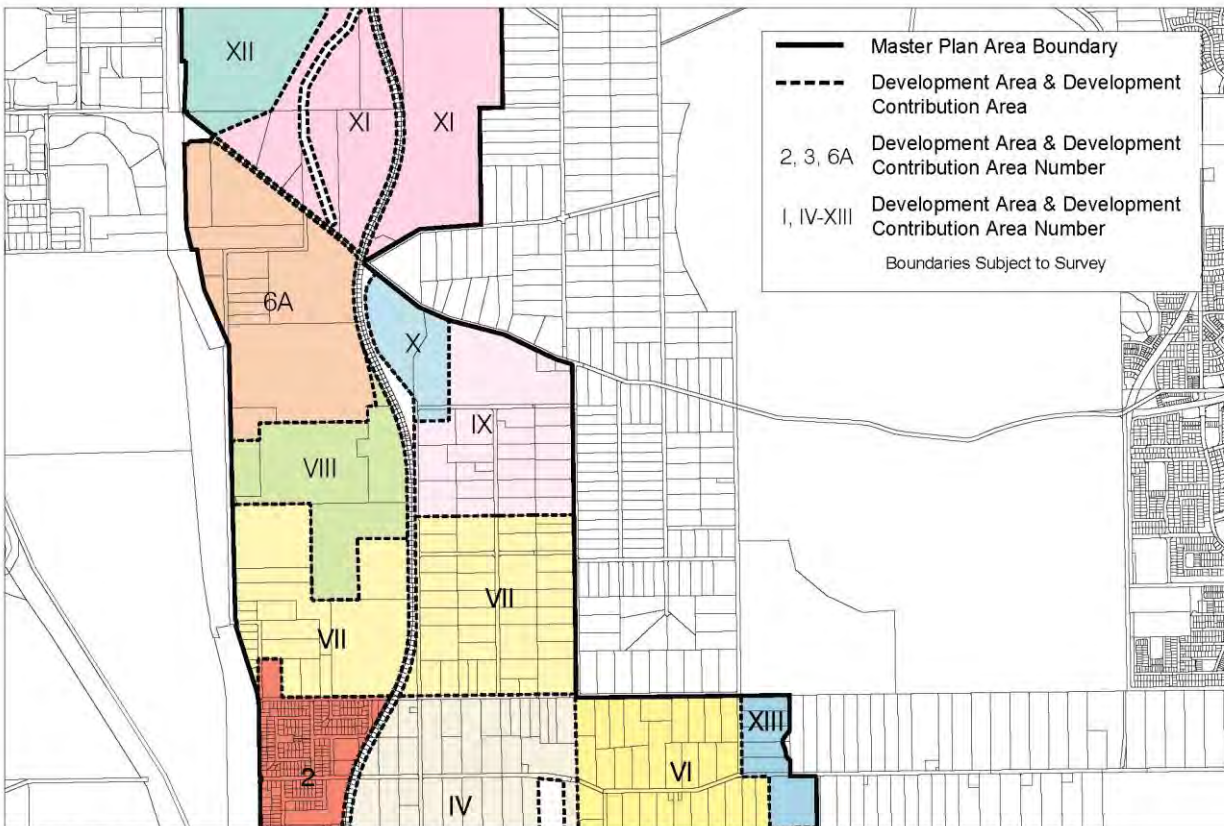 XII
XI
XI
6A
X
IX
VIII
VII
VII
2
IV
VI
XIII
Master Plan Area Boundary
Development Area & Development
Contribution Area
2, 3, 6A
Development Area & Development
Contribution Area Number
I, IV-XIII
Development Area & Development
Contribution Area Number
Boundaries Subject to Survey